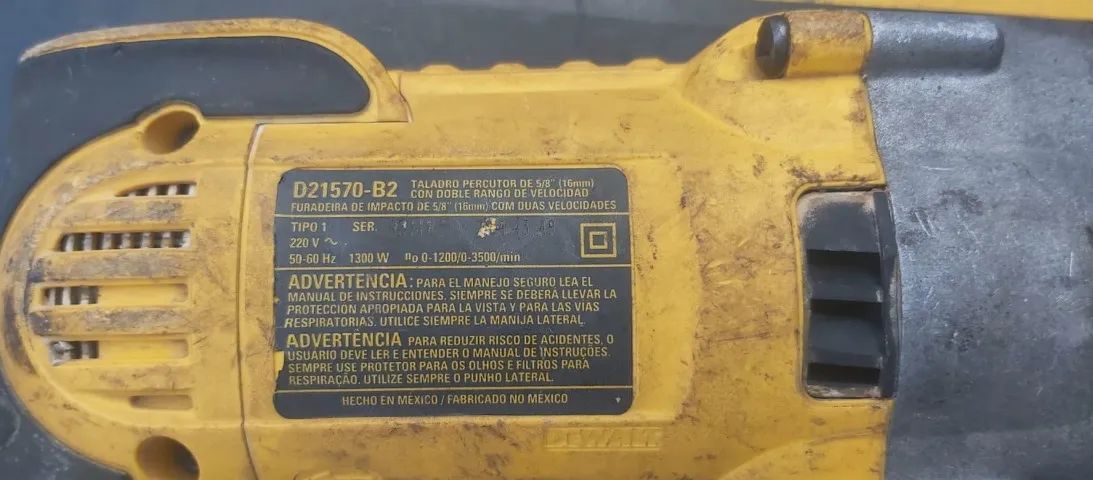 D21570-B2 TALADRO PERCUTOR DE 5/8" (16mm)
CON DOBLE RANGO DE VELOCIDAD
FURADEIRA DE IMPACTO DE 5/8" (16mm) COM DUAS VELOCIDADES
TIPO 1 SER.
220 V ~
50-60 Hz 1300 W no 0-1200/0-3500/min
ADVERTENCIA: PARA EL MANEJO SEGURO LEA EL
MANUAL DE INSTRUCCIONES. SIEMPRE SE DEBERÁ LLEVAR LA
PROTECCIÓN APROPIADA PARA LA VISTA Y PARA LAS VIAS
RESPIRATORIAS. UTILICE SIEMPRE LA MANIJA LATERAL.
ADVERTÊNCIA PARA REDUZIR RISCO DE ACIDENTES, O
USUARIO DEVE LER E ENTENDER O MANUAL DE INSTRUÇÕES.
SEMPRE USE PROTETOR PARA OS OLHOS E FILTROS PARA
RESPIRAÇÃO. UTILIZE SEMPRE O PUNHO LATERAL.
HECHO EN MÉXICO / FABRICADO NO MÉXICO
DEWALT